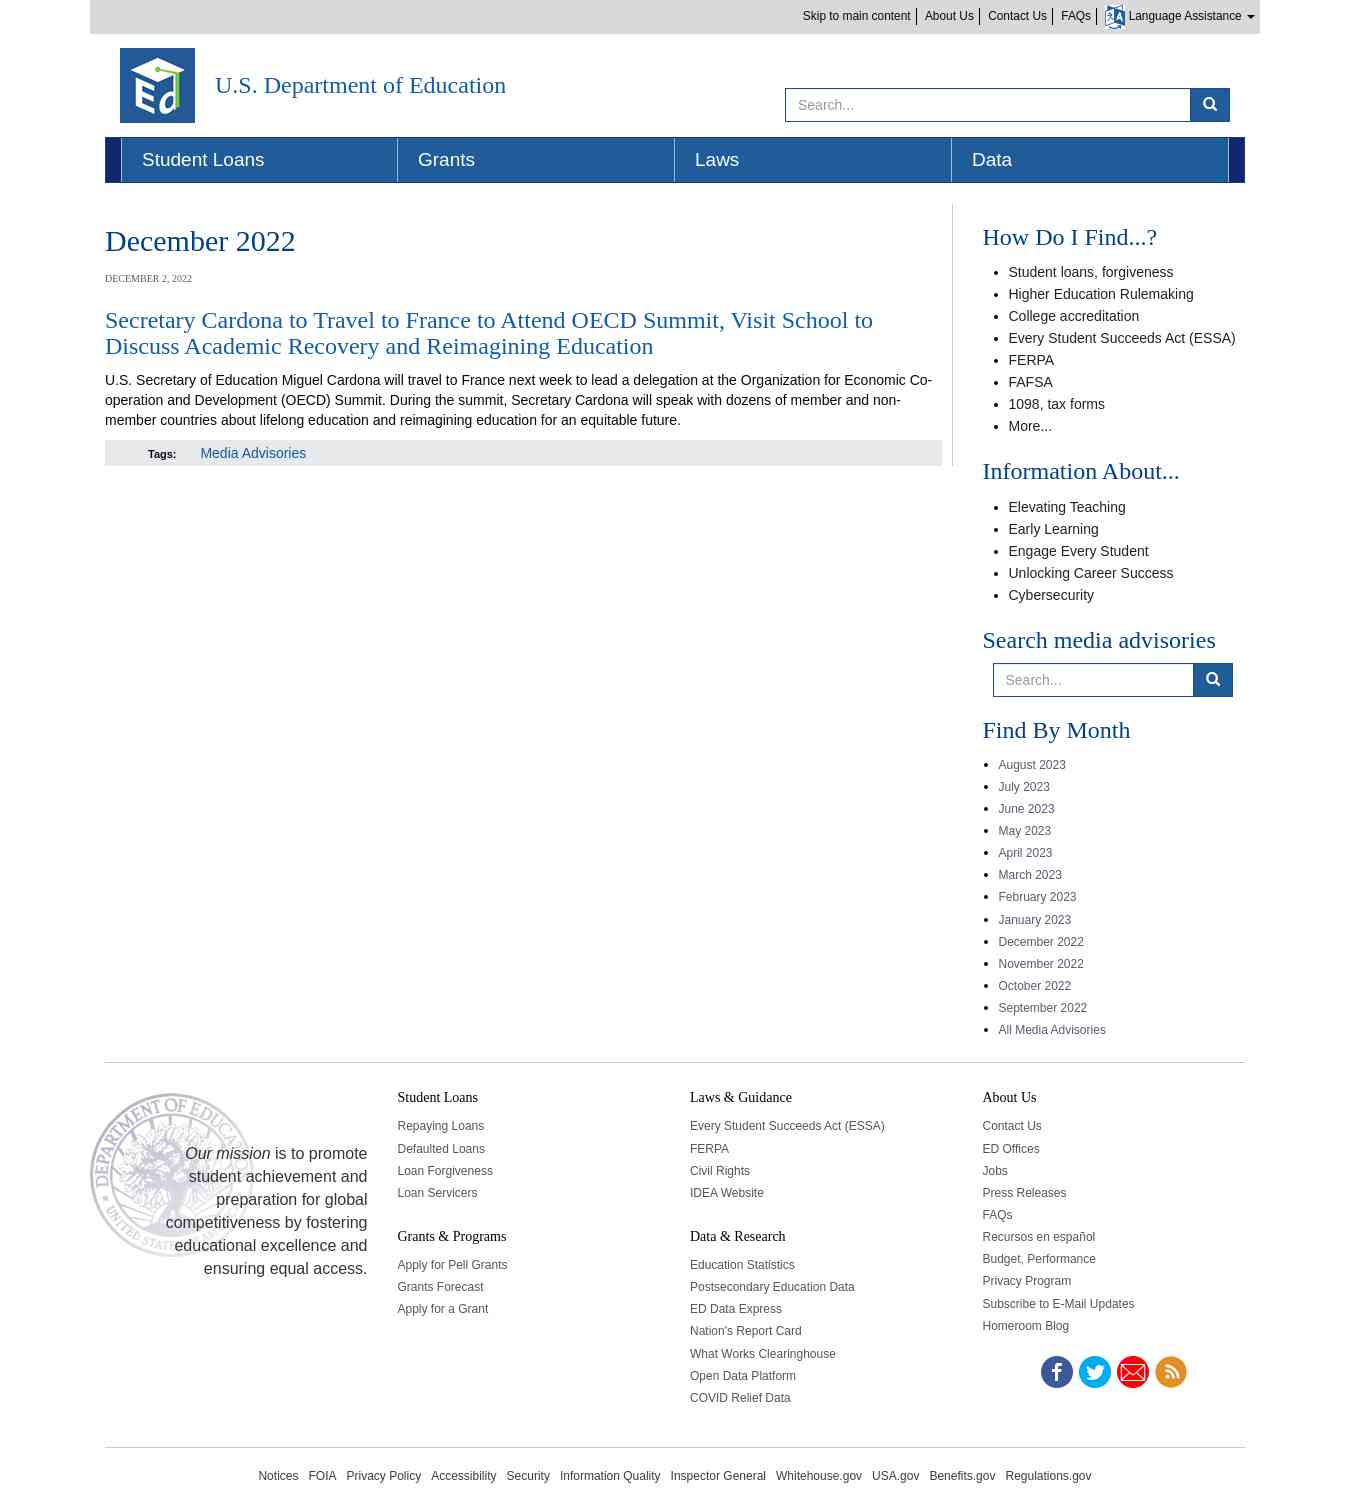 Skip to main content
About Us
Contact Us
FAQs
Language Assistance
U.S. Department of Education
Search...
Student Loans
Grants
Laws
Data
December 2022
DECEMBER 2, 2022
Secretary Cardona to Travel to France to Attend OECD Summit, Visit School to
Discuss Academic Recovery and Reimagining Education
U.S. Secretary of Education Miguel Cardona will travel to France next week to lead a delegation at the Organization for Economic Co-
operation and Development (OECD) Summit. During the summit, Secretary Cardona will speak with dozens of member and non-
member countries about lifelong education and reimagining education for an equitable future.
Tags: Media Advisories
How Do I Find...?
Student loans, forgiveness
Higher Education Rulemaking
College accreditation
Every Student Succeeds Act (ESSA)
FERPA
FAFSA
1098, tax forms
More...
Information About...
Elevating Teaching
Early Learning
Engage Every Student
Unlocking Career Success
Cybersecurity
Search media advisories
Search...
Find By Month
August 2023
July 2023
June 2023
May 2023
April 2023
March 2023
February 2023
January 2023
December 2022
November 2022
October 2022
September 2022
All Media Advisories
Our mission is to promote
student achievement and
preparation for global
competitiveness by fostering
educational excellence and
ensuring equal access.
Student Loans
Repaying Loans
Defaulted Loans
Loan Forgiveness
Loan Servicers
Grants & Programs
Apply for Pell Grants
Grants Forecast
Apply for a Grant
Laws & Guidance
Every Student Succeeds Act (ESSA)
FERPA
Civil Rights
IDEA Website
Data & Research
Education Statistics
Postsecondary Education Data
ED Data Express
Nation's Report Card
What Works Clearinghouse
Open Data Platform
COVID Relief Data
About Us
Contact Us
ED Offices
Jobs
Press Releases
FAQs
Recursos en español
Budget, Performance
Privacy Program
Subscribe to E-Mail Updates
Homeroom Blog
Notices FOIA Privacy Policy Accessibility Security Information Quality Inspector General Whitehouse.gov USA.gov Benefits.gov Regulations.gov